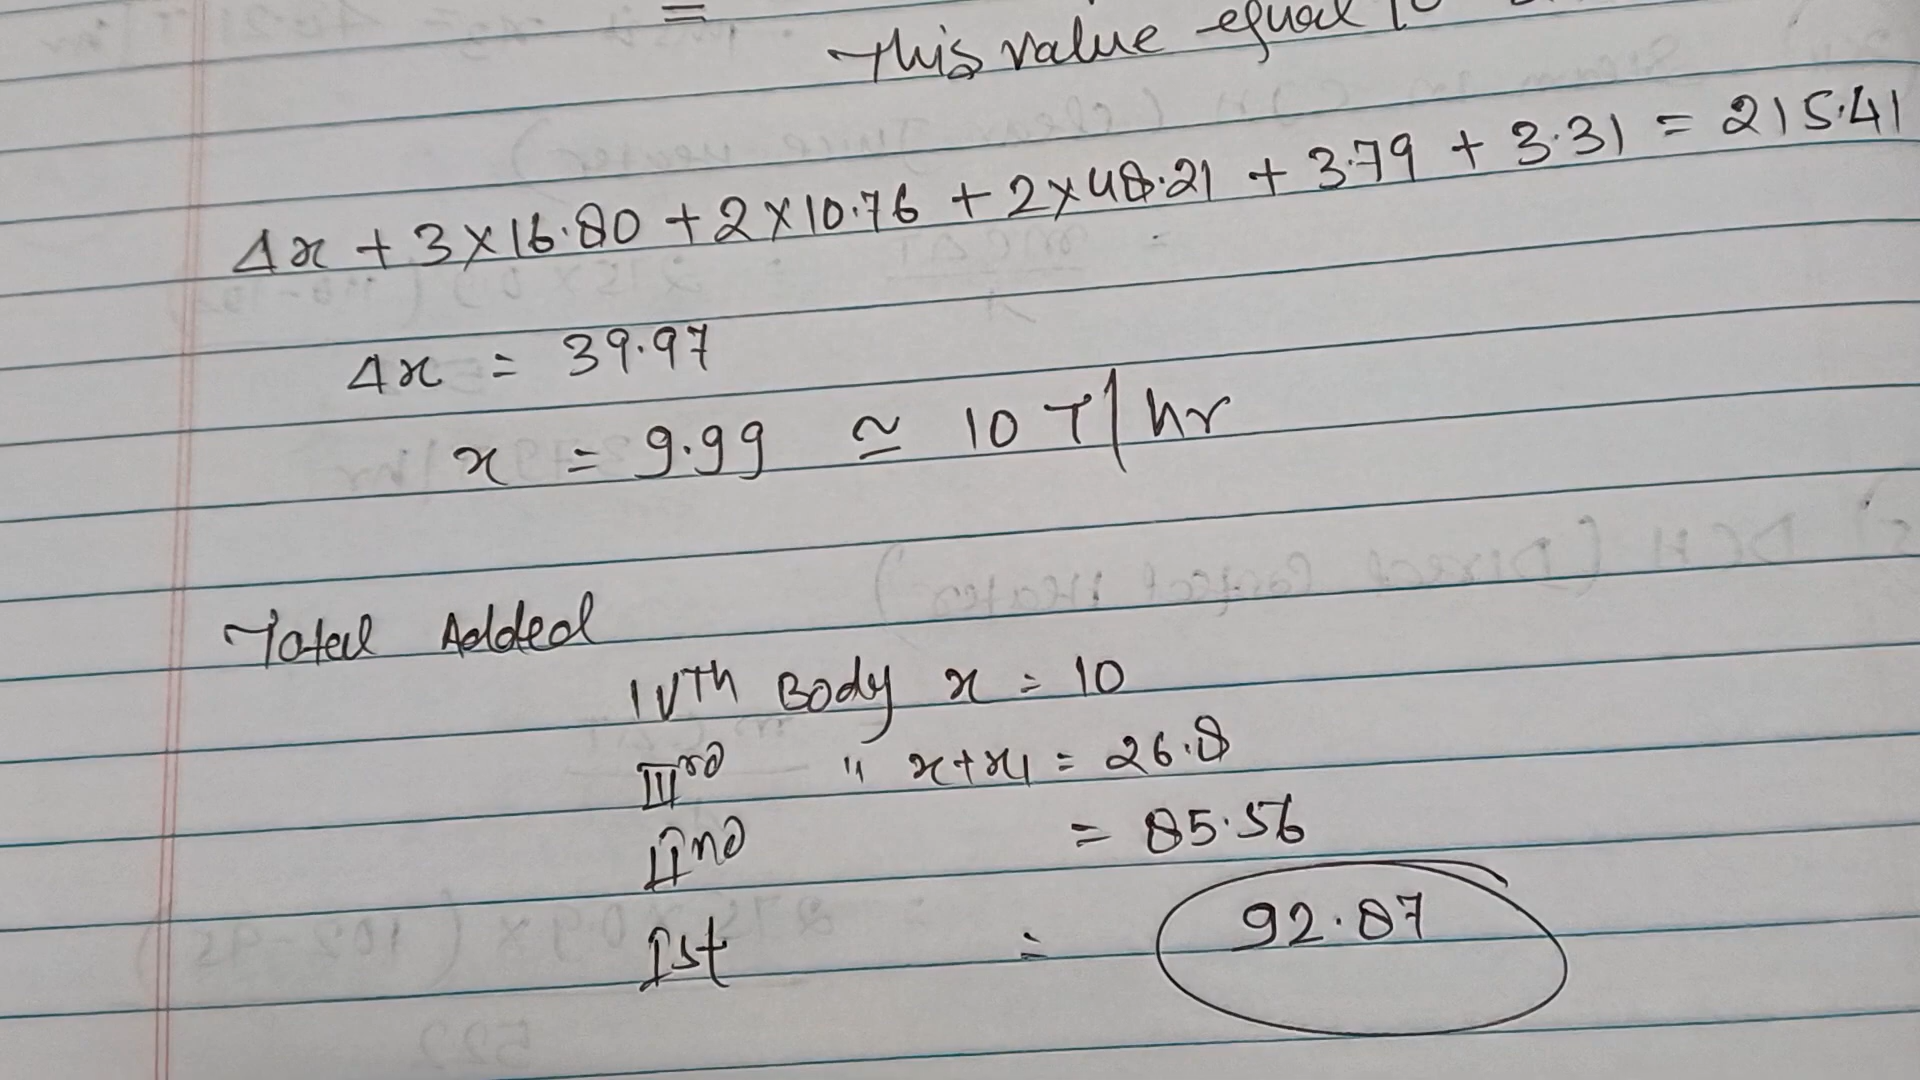 =
This value equal to
4x + 3×16.80 + 2×10.76 + 2×48.21 + 3.79 + 3.31 = 215.41
4x = 39.97
x = 9.99 ≃ 10 T/hr
Total Added
IVth Body x = 10
IIIrd " x+x1 = 26.8
IInd = 85.56
Ist = 92.87